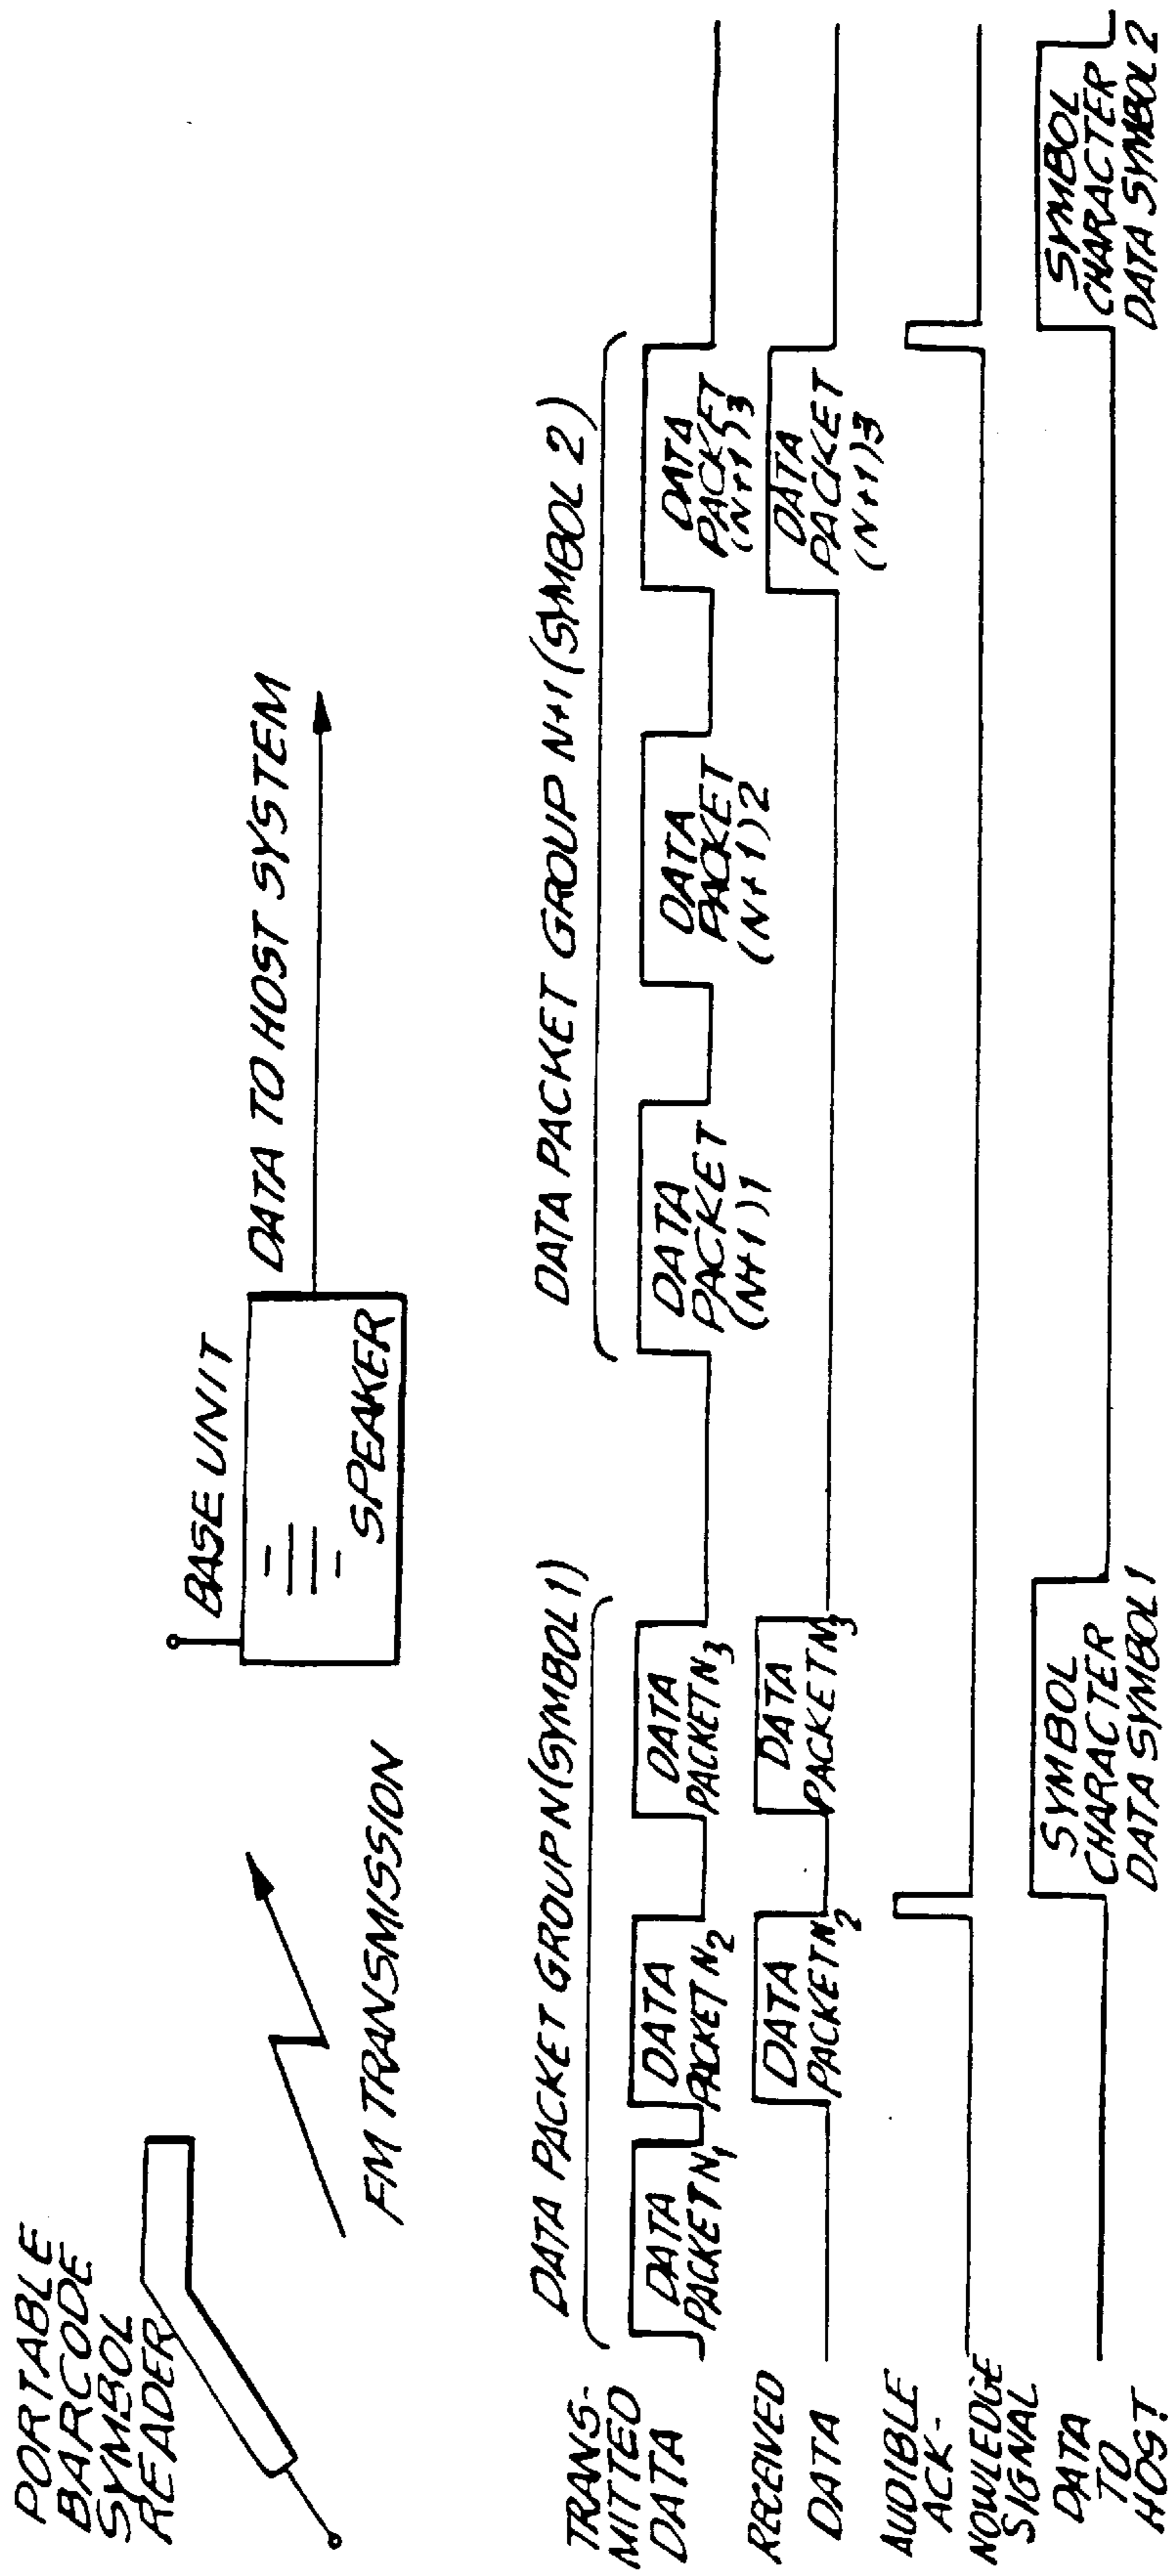 PORTABLE
BARCODE
SYMBOL
READER
BASE UNIT
SPEAKER
DATA TO HOST SYSTEM
FM TRANSMISSION
DATA PACKET GROUP N(SYMBOL 1)
DATA PACKET GROUP N+1(SYMBOL 2)
TRANS-
MITTED
DATA
DATA
PACKET N1
DATA
PACKET N2
DATA
PACKET N3
DATA
PACKET
(N+1)1
DATA
PACKET
(N+1)2
DATA
PACKET
(N+1)3
RECEIVED
DATA
DATA
PACKET N2
DATA
PACKET N3
DATA
PACKET
(N+1)3
AUDIBLE
ACK-
NOWLEDGE
SIGNAL
DATA
TO
HOST
SYMBOL
CHARACTER
DATA SYMBOL 1
SYMBOL
CHARACTER
DATA SYMBOL 2